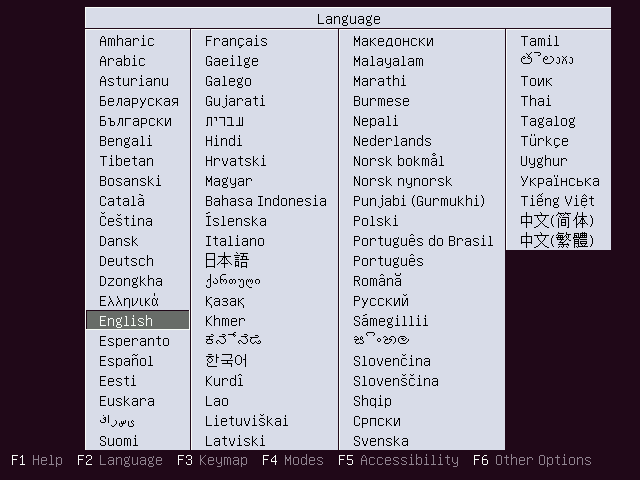 Language
Amharic
Arabic
Asturianu
Беларуская
Български
Bengali
Tibetan
Bosanski
Català
Čeština
Dansk
Deutsch
Dzongkha
Ελληνικά
English
Esperanto
Español
Eesti
Euskara
فارسی
Suomi
Français
Gaeilge
Galego
Gujarati
עברית
Hindi
Hrvatski
Magyar
Bahasa Indonesia
Íslenska
Italiano
日本語
ქართული
Қазақ
Khmer
ಕನ್ನಡ
한국어
Kurdî
Lao
Lietuviškai
Latviski
Македонски
Malayalam
Marathi
Burmese
Nepali
Nederlands
Norsk bokmål
Norsk nynorsk
Punjabi (Gurmukhi)
Polski
Português do Brasil
Português
Română
Русский
Sámegillii
සිංහල
Slovenčina
Slovenščina
Shqip
Српски
Svenska
Tamil
తెలుగు
Тоик
Thai
Tagalog
Türkçe
Uyghur
Українська
Tiếng Việt
中文(简体)
中文(繁體)
F1 Help F2 Language F3 Keymap F4 Modes F5 Accessibility F6 Other Options